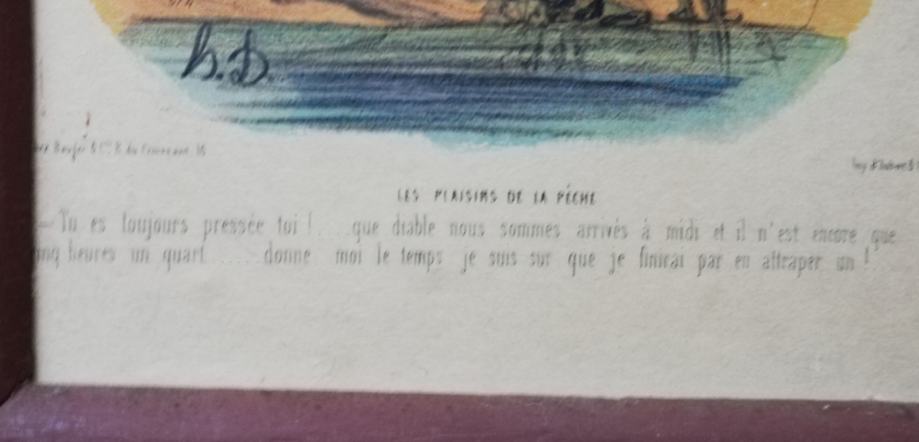 h.D.
LES PLAISIRS DE LA PÊCHE
— Tu es toujours pressée toi !....que diable nous sommes arrivés à midi et il n'est encore que
inq heures un quart......donne moi le temps je suis sur que je finirai par en attraper un !